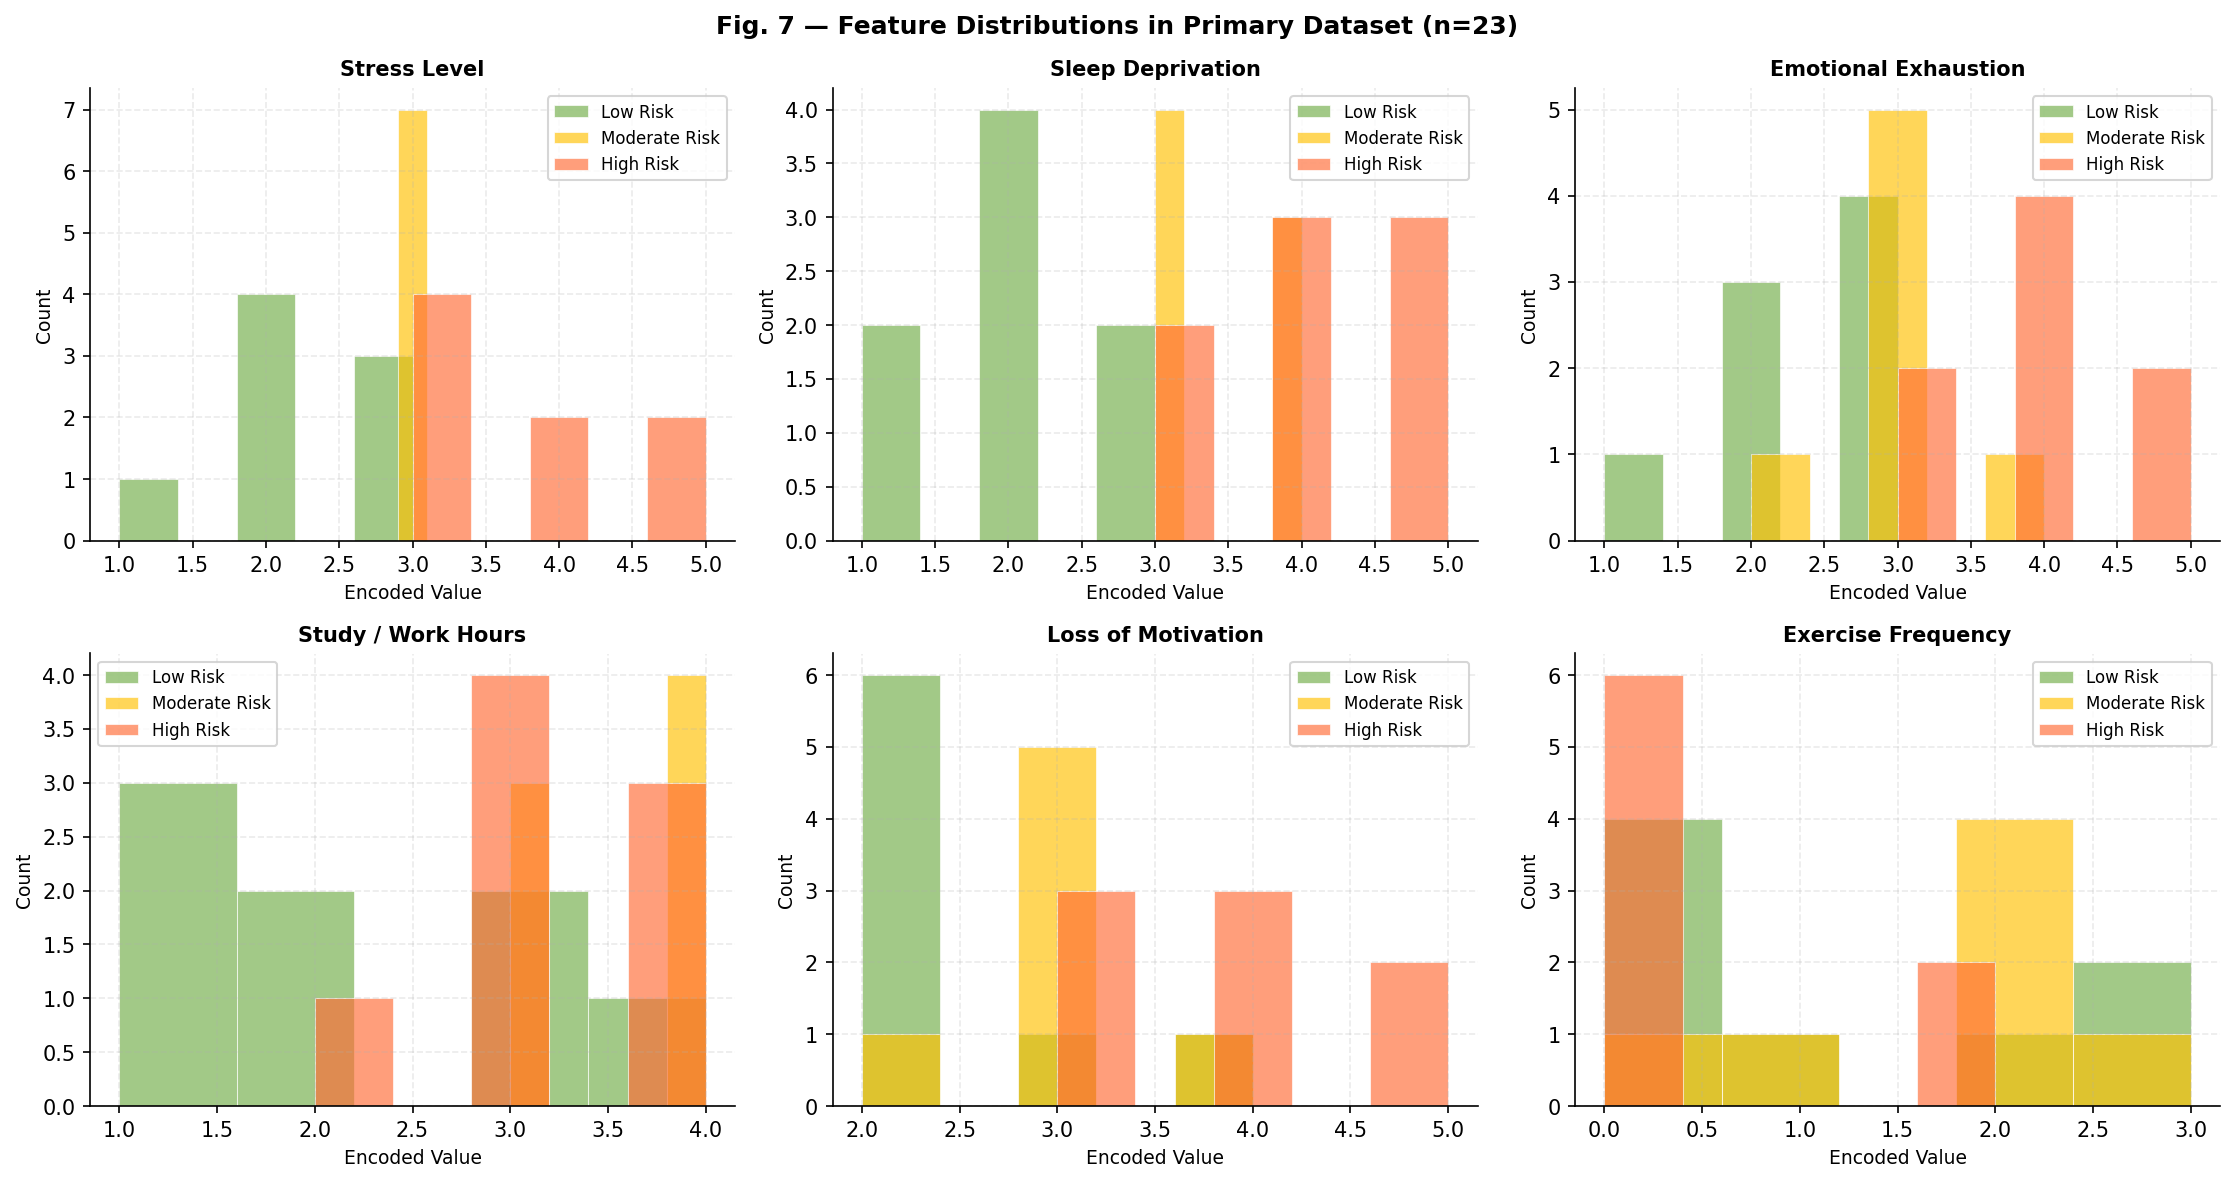 Fig. 7 — Feature Distributions in Primary Dataset (n=23)
Stress Level
Low Risk
Moderate Risk
High Risk
7
6
5
4
3
2
1
0
Count
1.0 1.5 2.0 2.5 3.0 3.5 4.0 4.5 5.0
Encoded Value
Sleep Deprivation
Low Risk
Moderate Risk
High Risk
4.0
3.5
3.0
2.5
2.0
1.5
1.0
0.5
0.0
Count
1.0 1.5 2.0 2.5 3.0 3.5 4.0 4.5 5.0
Encoded Value
Emotional Exhaustion
Low Risk
Moderate Risk
High Risk
5
4
3
2
1
0
Count
1.0 1.5 2.0 2.5 3.0 3.5 4.0 4.5 5.0
Encoded Value
Study / Work Hours
Low Risk
Moderate Risk
High Risk
4.0
3.5
3.0
2.5
2.0
1.5
1.0
0.5
0.0
Count
1.0 1.5 2.0 2.5 3.0 3.5 4.0
Encoded Value
Loss of Motivation
Low Risk
Moderate Risk
High Risk
6
5
4
3
2
1
0
Count
2.0 2.5 3.0 3.5 4.0 4.5 5.0
Encoded Value
Exercise Frequency
Low Risk
Moderate Risk
High Risk
6
5
4
3
2
1
0
Count
0.0 0.5 1.0 1.5 2.0 2.5 3.0
Encoded Value